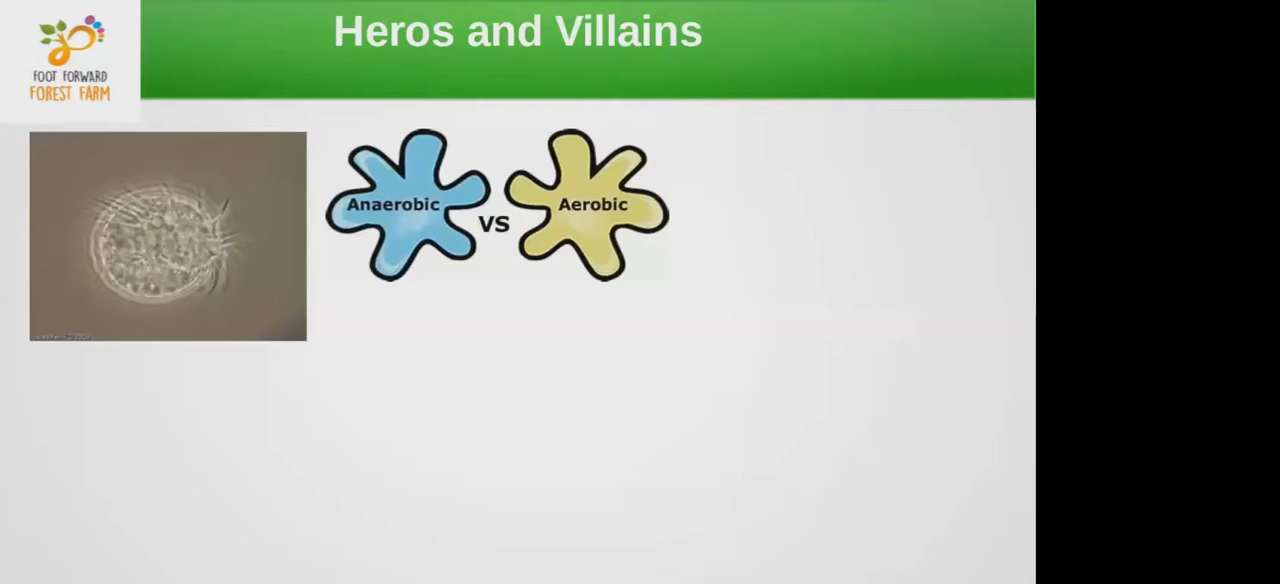 Heros and Villains
FOOT FORWARD
FOREST FARM
Anaerobic
vs
Aerobic